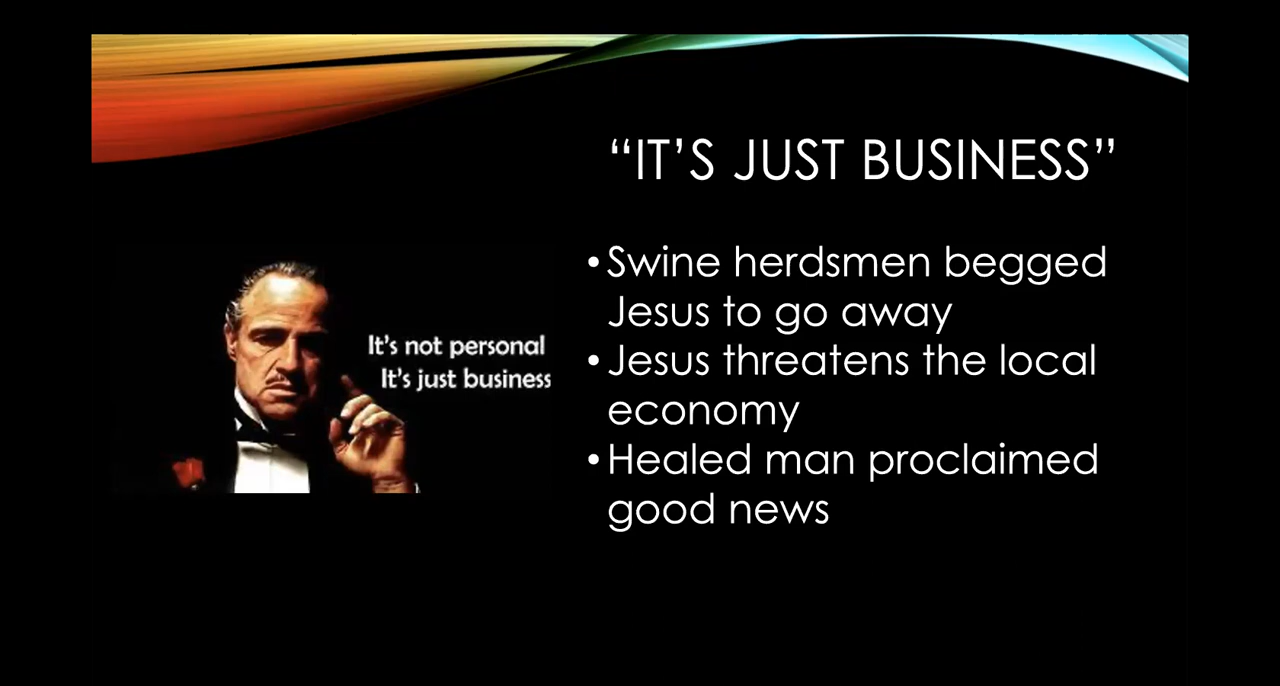 “IT’S JUST BUSINESS”
It’s not personal
It’s just business
•Swine herdsmen begged
Jesus to go away
•Jesus threatens the local
economy
•Healed man proclaimed
good news